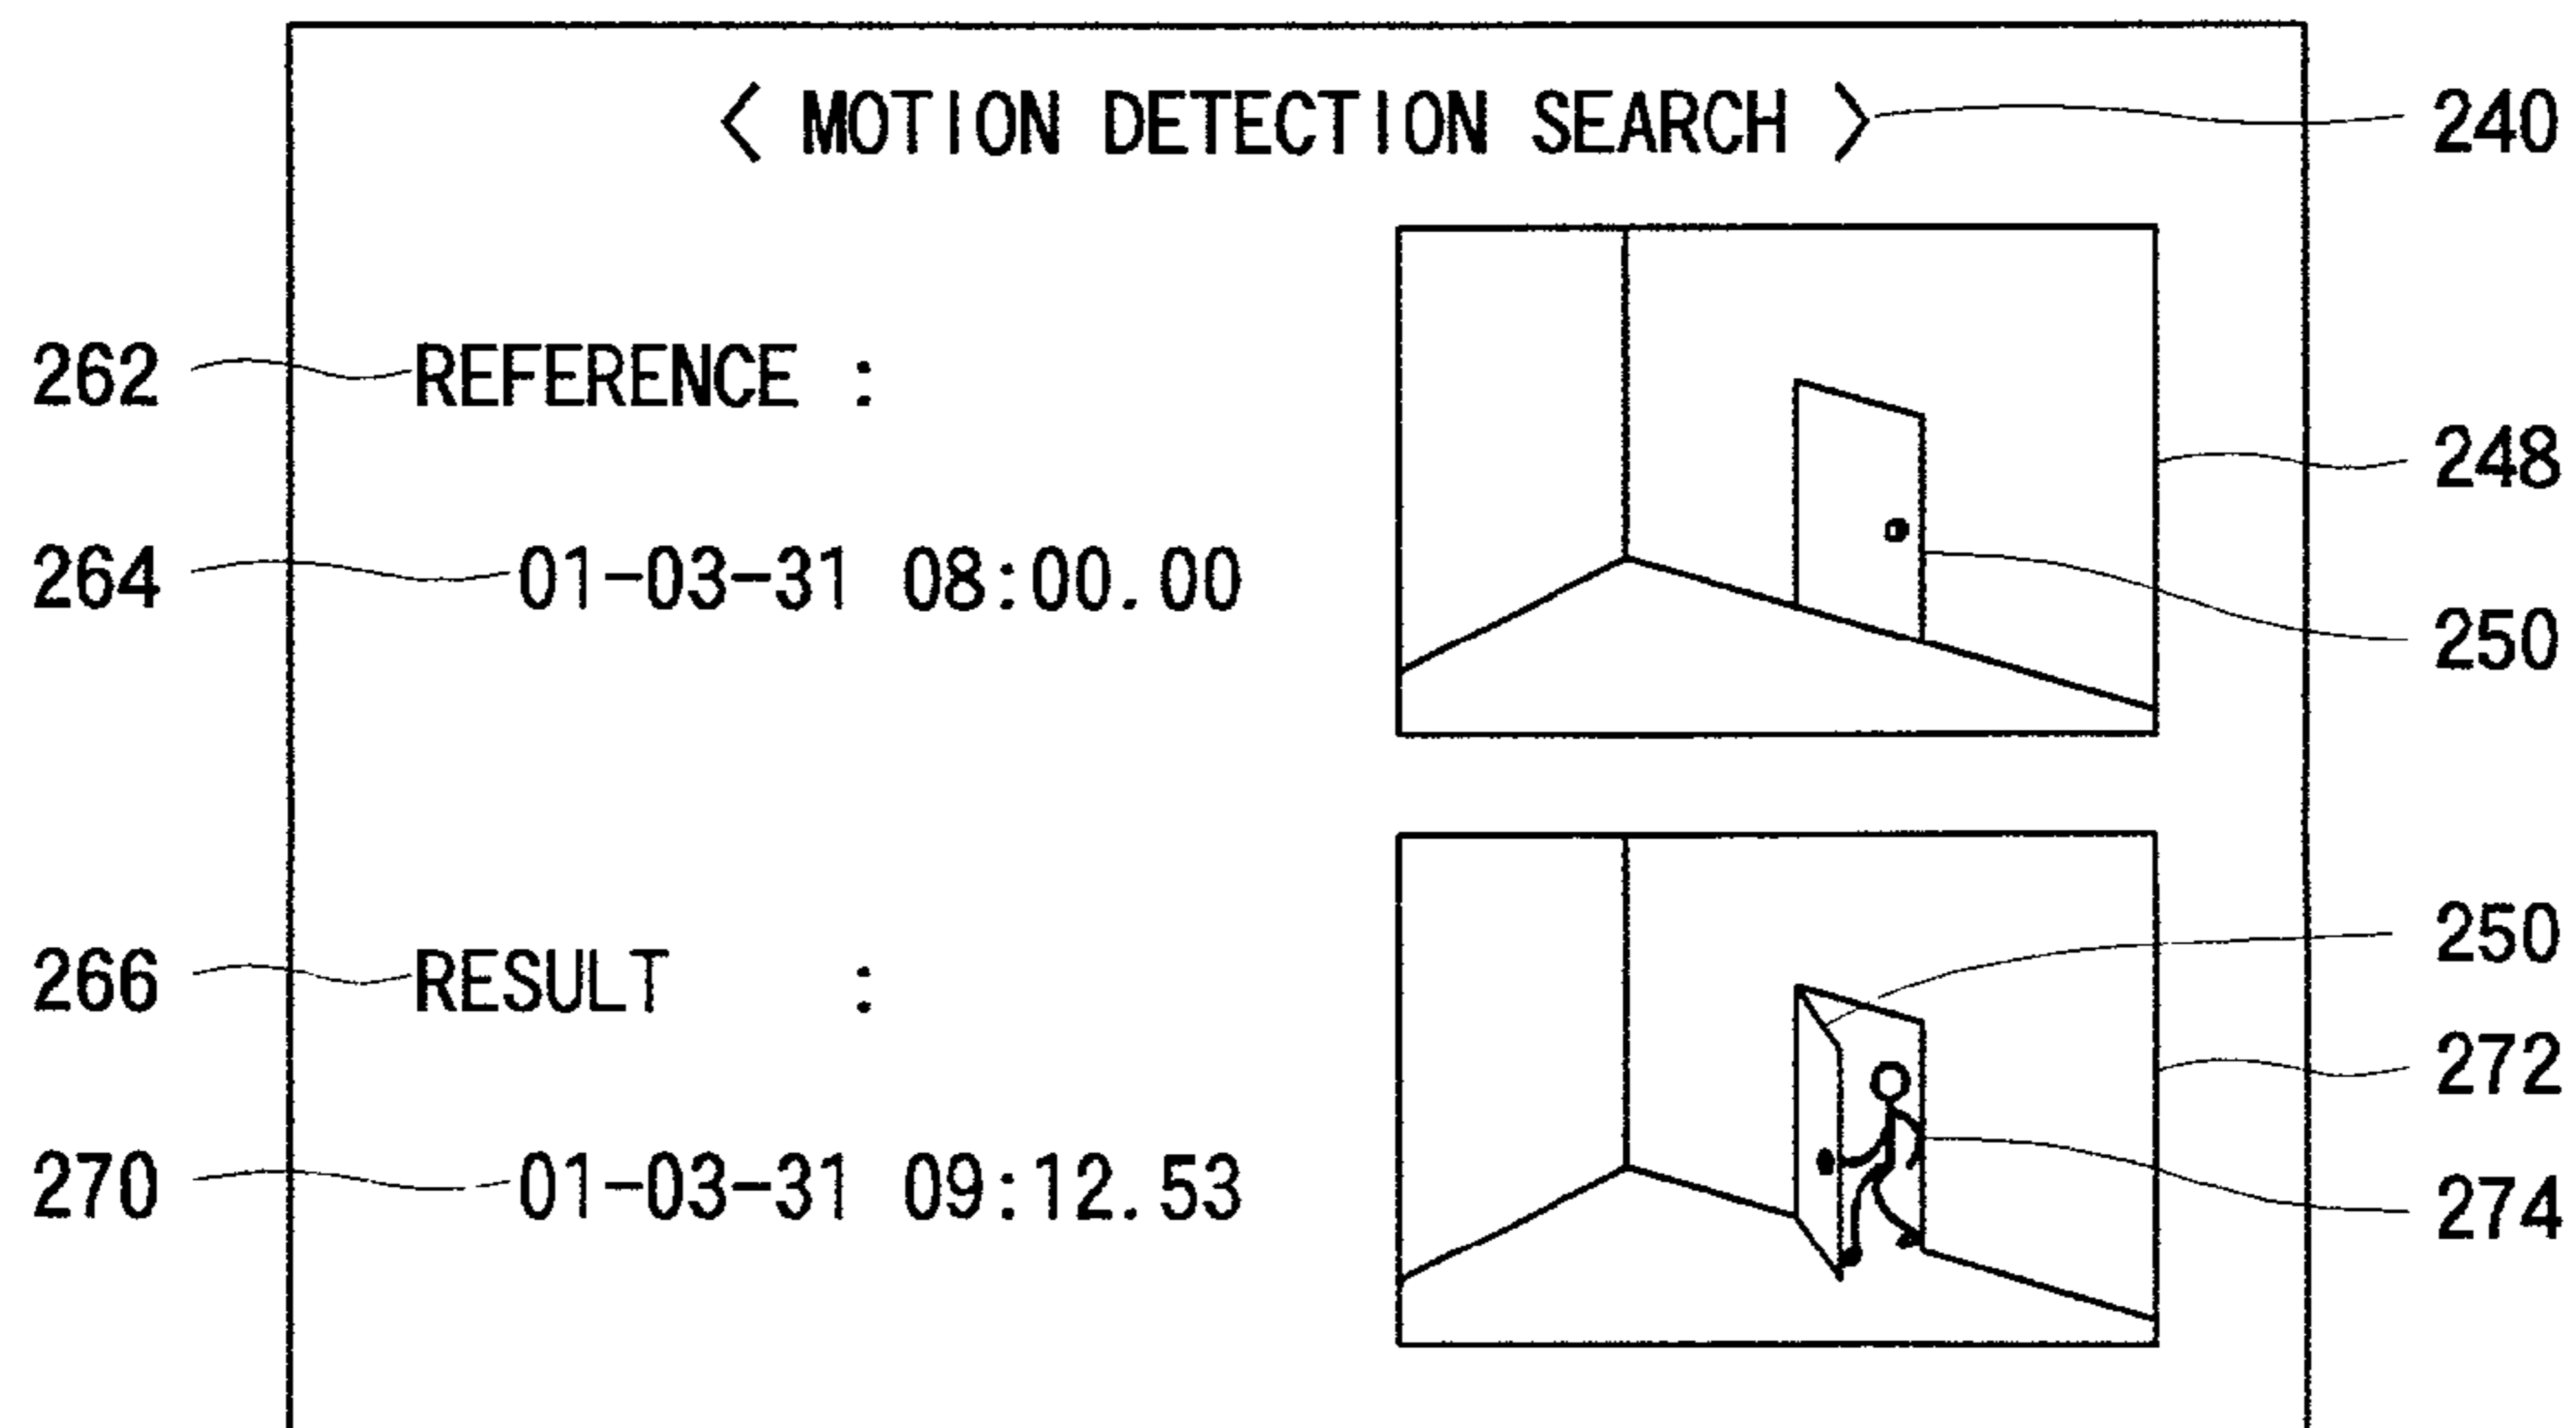 < MOTION DETECTION SEARCH > 240
262 REFERENCE :
248
264 01-03-31 08:00.00
250
250
266 RESULT :
272
270 01-03-31 09:12.53
274